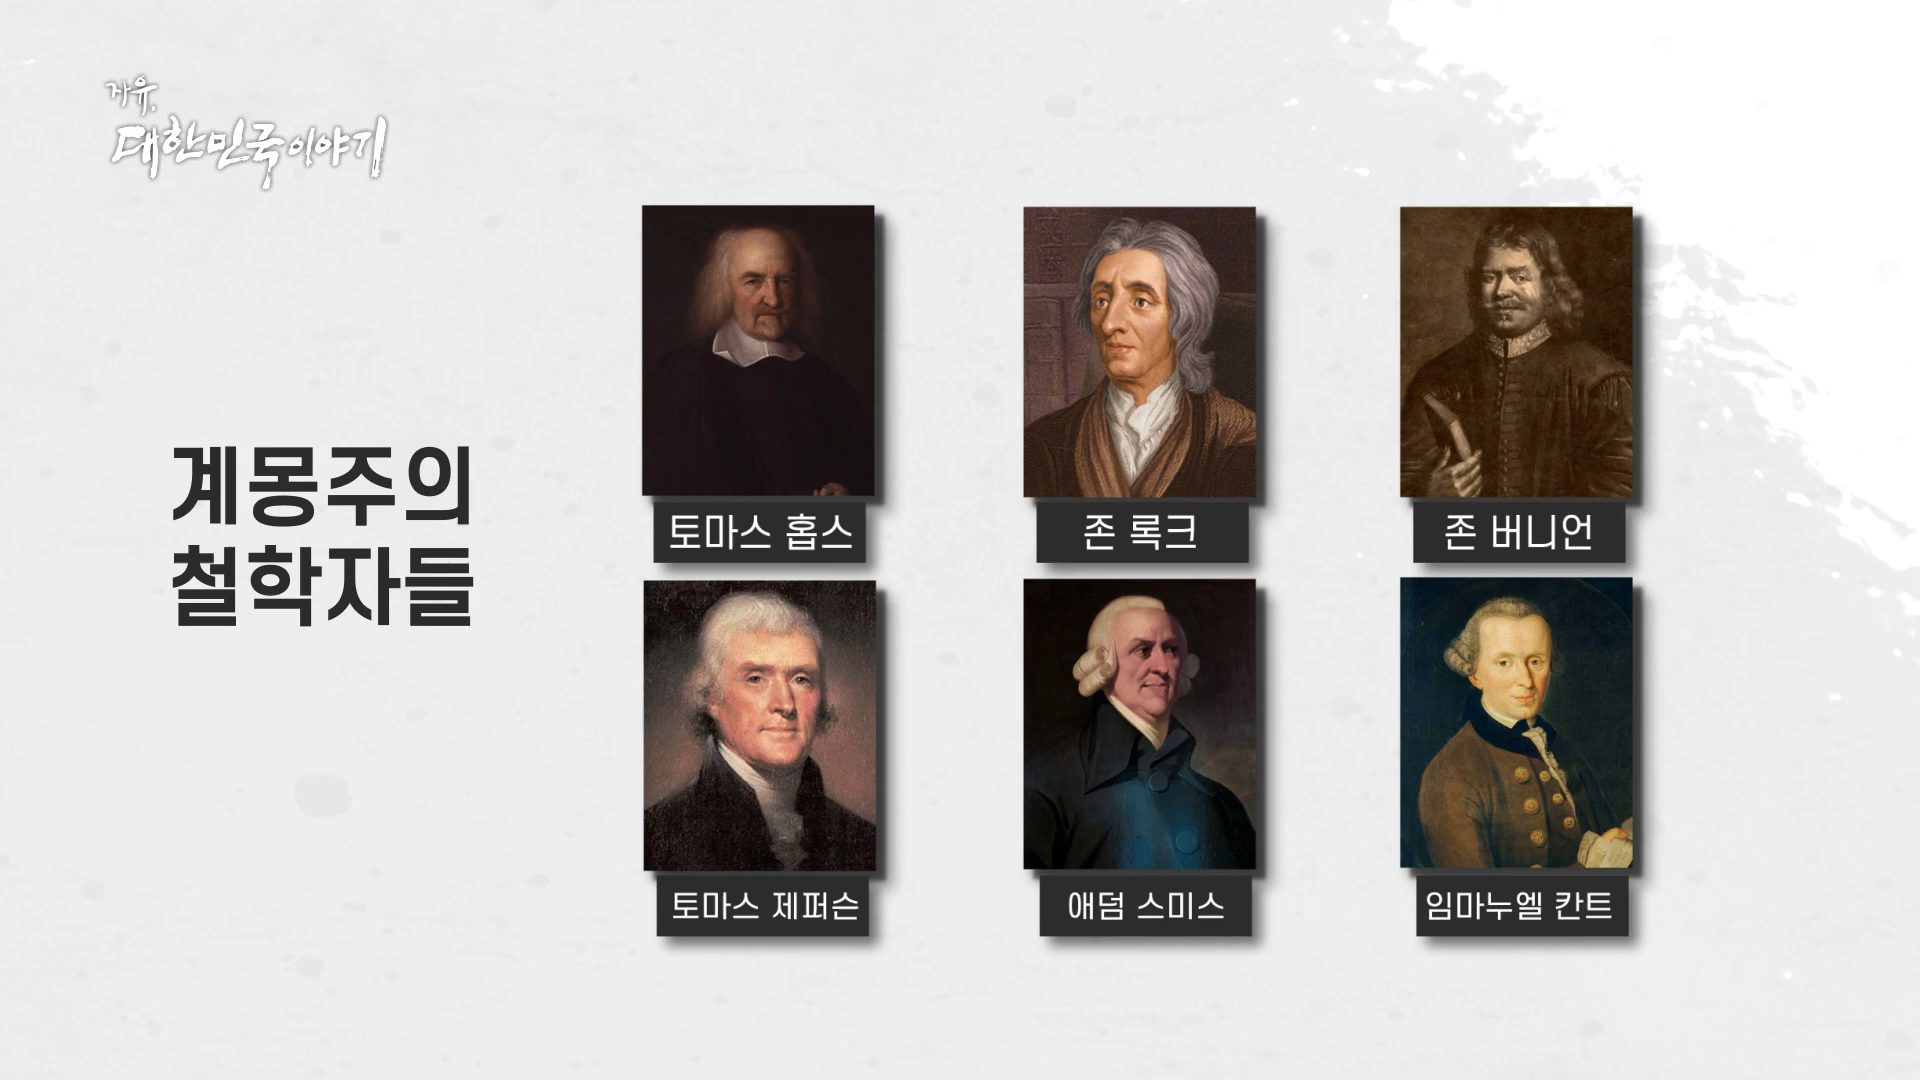 자유,
대한민국이야기
계몽주의
철학자들
토마스 홉스
존 록크
존 버니언
토마스 제퍼슨
애덤 스미스
임마누엘 칸트